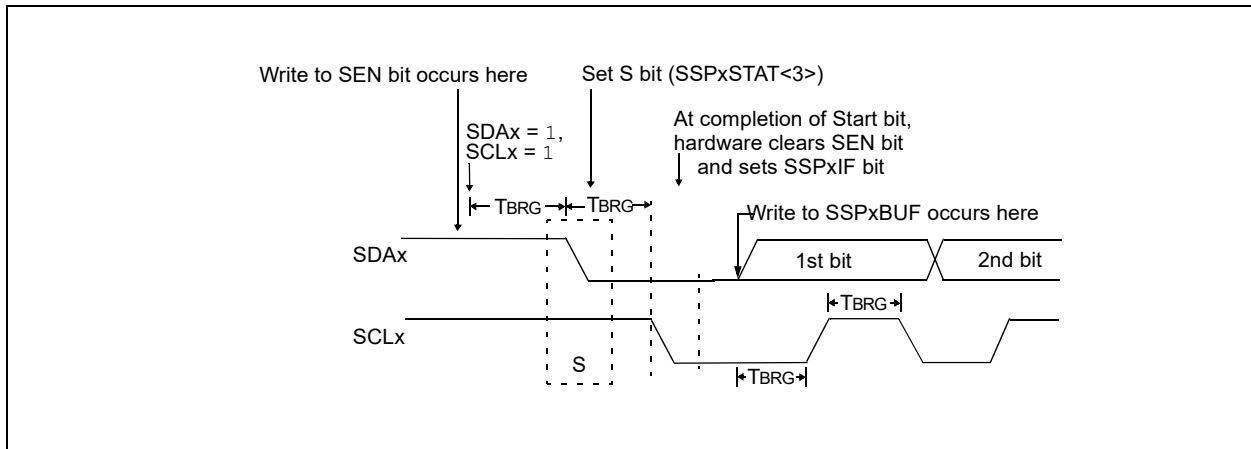 Write to SEN bit occurs here
Set S bit (SSPxSTAT<3>)
SDAx = 1,
SCLx = 1
At completion of Start bit,
hardware clears SEN bit
and sets SSPxIF bit
TBRG
TBRG
Write to SSPxBUF occurs here
SDAx
1st bit
2nd bit
TBRG
SCLx
S
TBRG